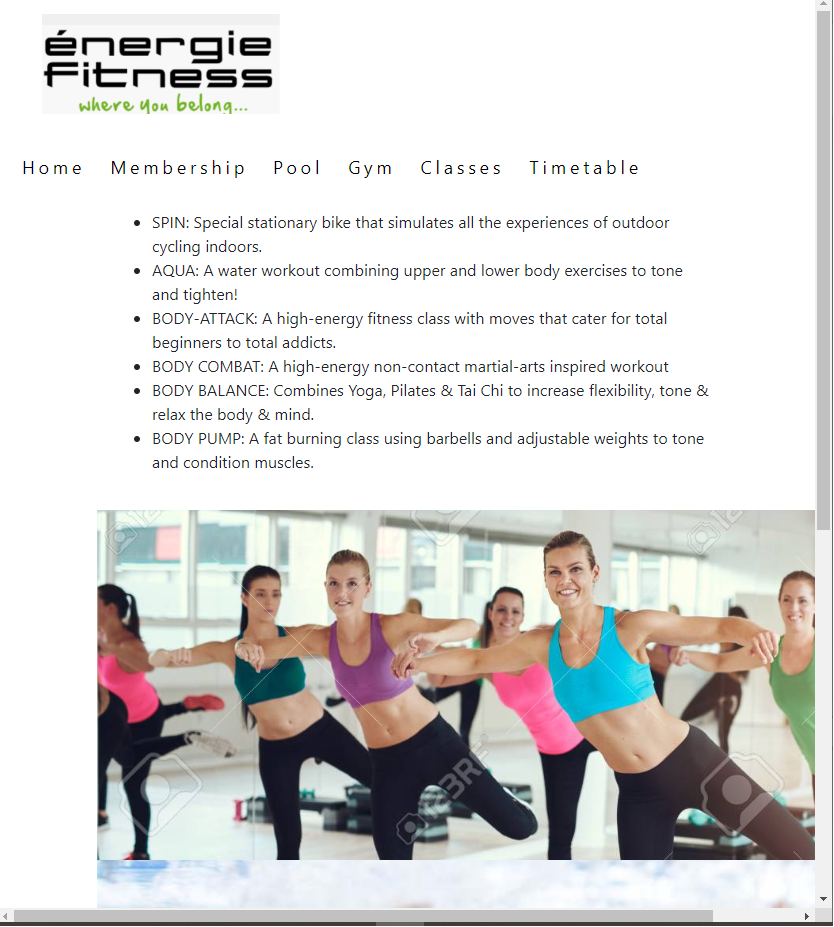 énergie
fitness
where you belong...
Home Membership Pool Gym Classes Timetable
SPIN: Special stationary bike that simulates all the experiences of outdoor
cycling indoors.
AQUA: A water workout combining upper and lower body exercises to tone
and tighten!
BODY-ATTACK: A high-energy fitness class with moves that cater for total
beginners to total addicts.
BODY COMBAT: A high-energy non-contact martial-arts inspired workout
BODY BALANCE: Combines Yoga, Pilates & Tai Chi to increase flexibility, tone &
relax the body & mind.
BODY PUMP: A fat burning class using barbells and adjustable weights to tone
and condition muscles.
123RF